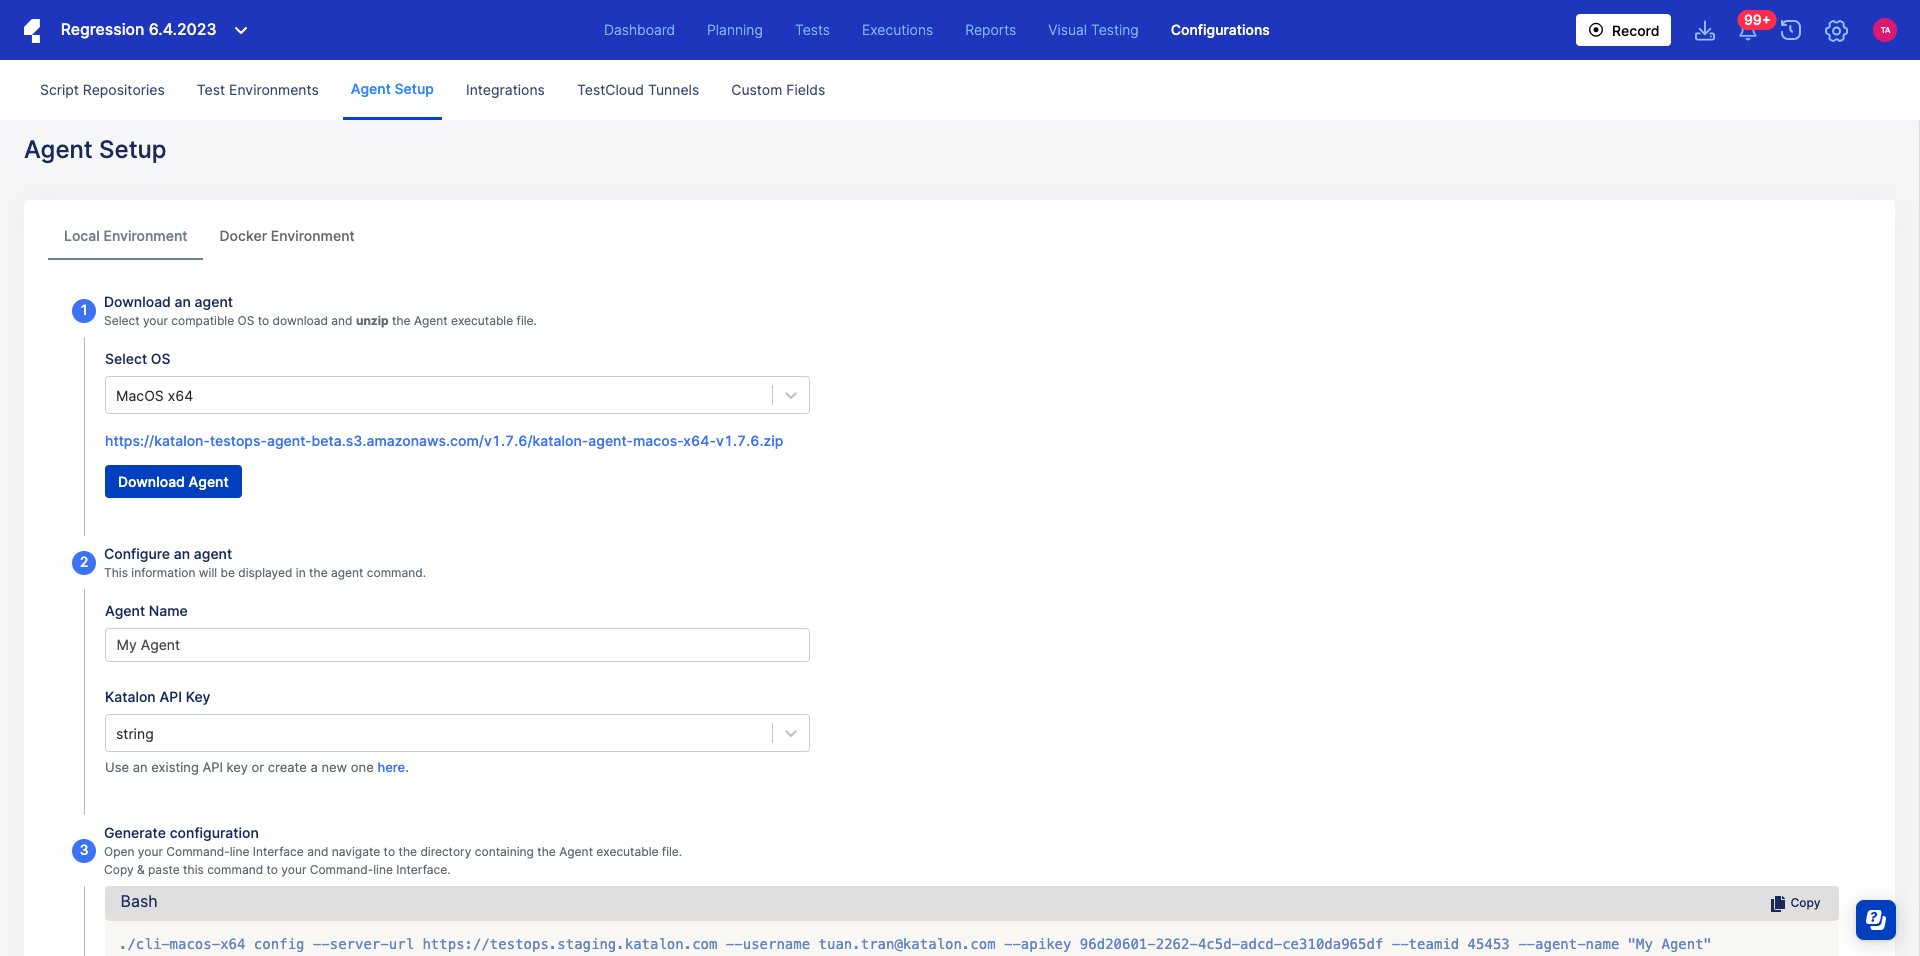 Regression 6.4.2023
Dashboard Planning Tests Executions Reports Visual Testing Configurations
Record
99+
TA
Script Repositories Test Environments Agent Setup Integrations TestCloud Tunnels Custom Fields
Agent Setup
Local Environment Docker Environment
1
Download an agent
Select your compatible OS to download and unzip the Agent executable file.
Select OS
MacOS x64
https://katalon-testops-agent-beta.s3.amazonaws.com/v1.7.6/katalon-agent-macos-x64-v1.7.6.zip
Download Agent
2
Configure an agent
This information will be displayed in the agent command.
Agent Name
My Agent
Katalon API Key
string
Use an existing API key or create a new one here.
3
Generate configuration
Open your Command-line Interface and navigate to the directory containing the Agent executable file.
Copy & paste this command to your Command-line Interface.
Bash
Copy
./cli-macos-x64 config --server-url https://testops.staging.katalon.com --username tuan.tran@katalon.com --apikey 96d20601-2262-4c5d-adcd-ce310da965df --teamid 45453 --agent-name "My Agent"